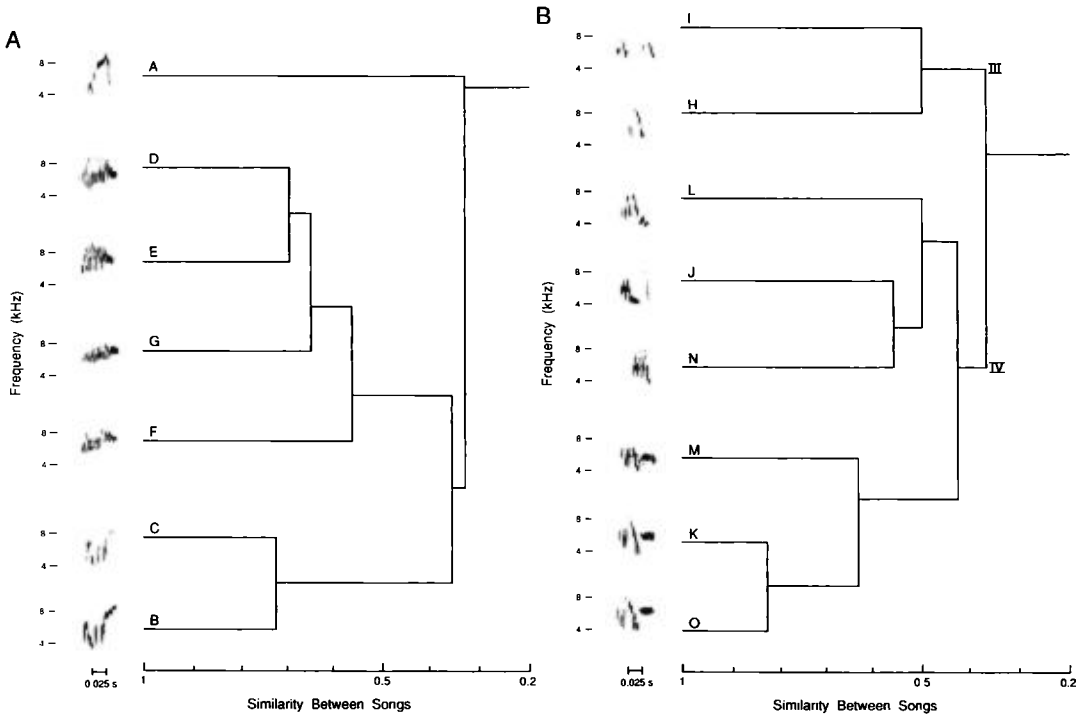 A
B
Frequency (kHz)
8
4
A
8
4
D
8
4
E
8
4
G
8
4
F
8
4
C
8
4
B
0 025 s
1
0 5
0.2
Similarity Between Songs
Frequency (kHz)
8
4
I
III
8
4
H
8
4
L
8
4
J
8
4
N
IV
8
4
M
8
4
K
8
4
O
0.025 s
1
0 5
0.2
Similarity Between Songs